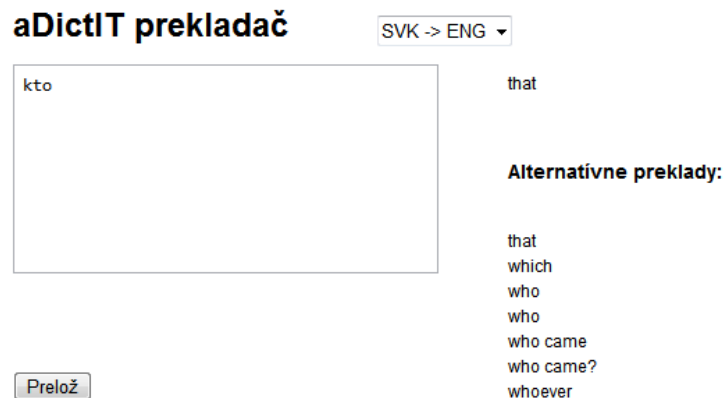 aDictIT prekladač
SVK -> ENG
kto
that
Alternatívne preklady:
that
which
who
who
who came
who came?
whoever
Prelož